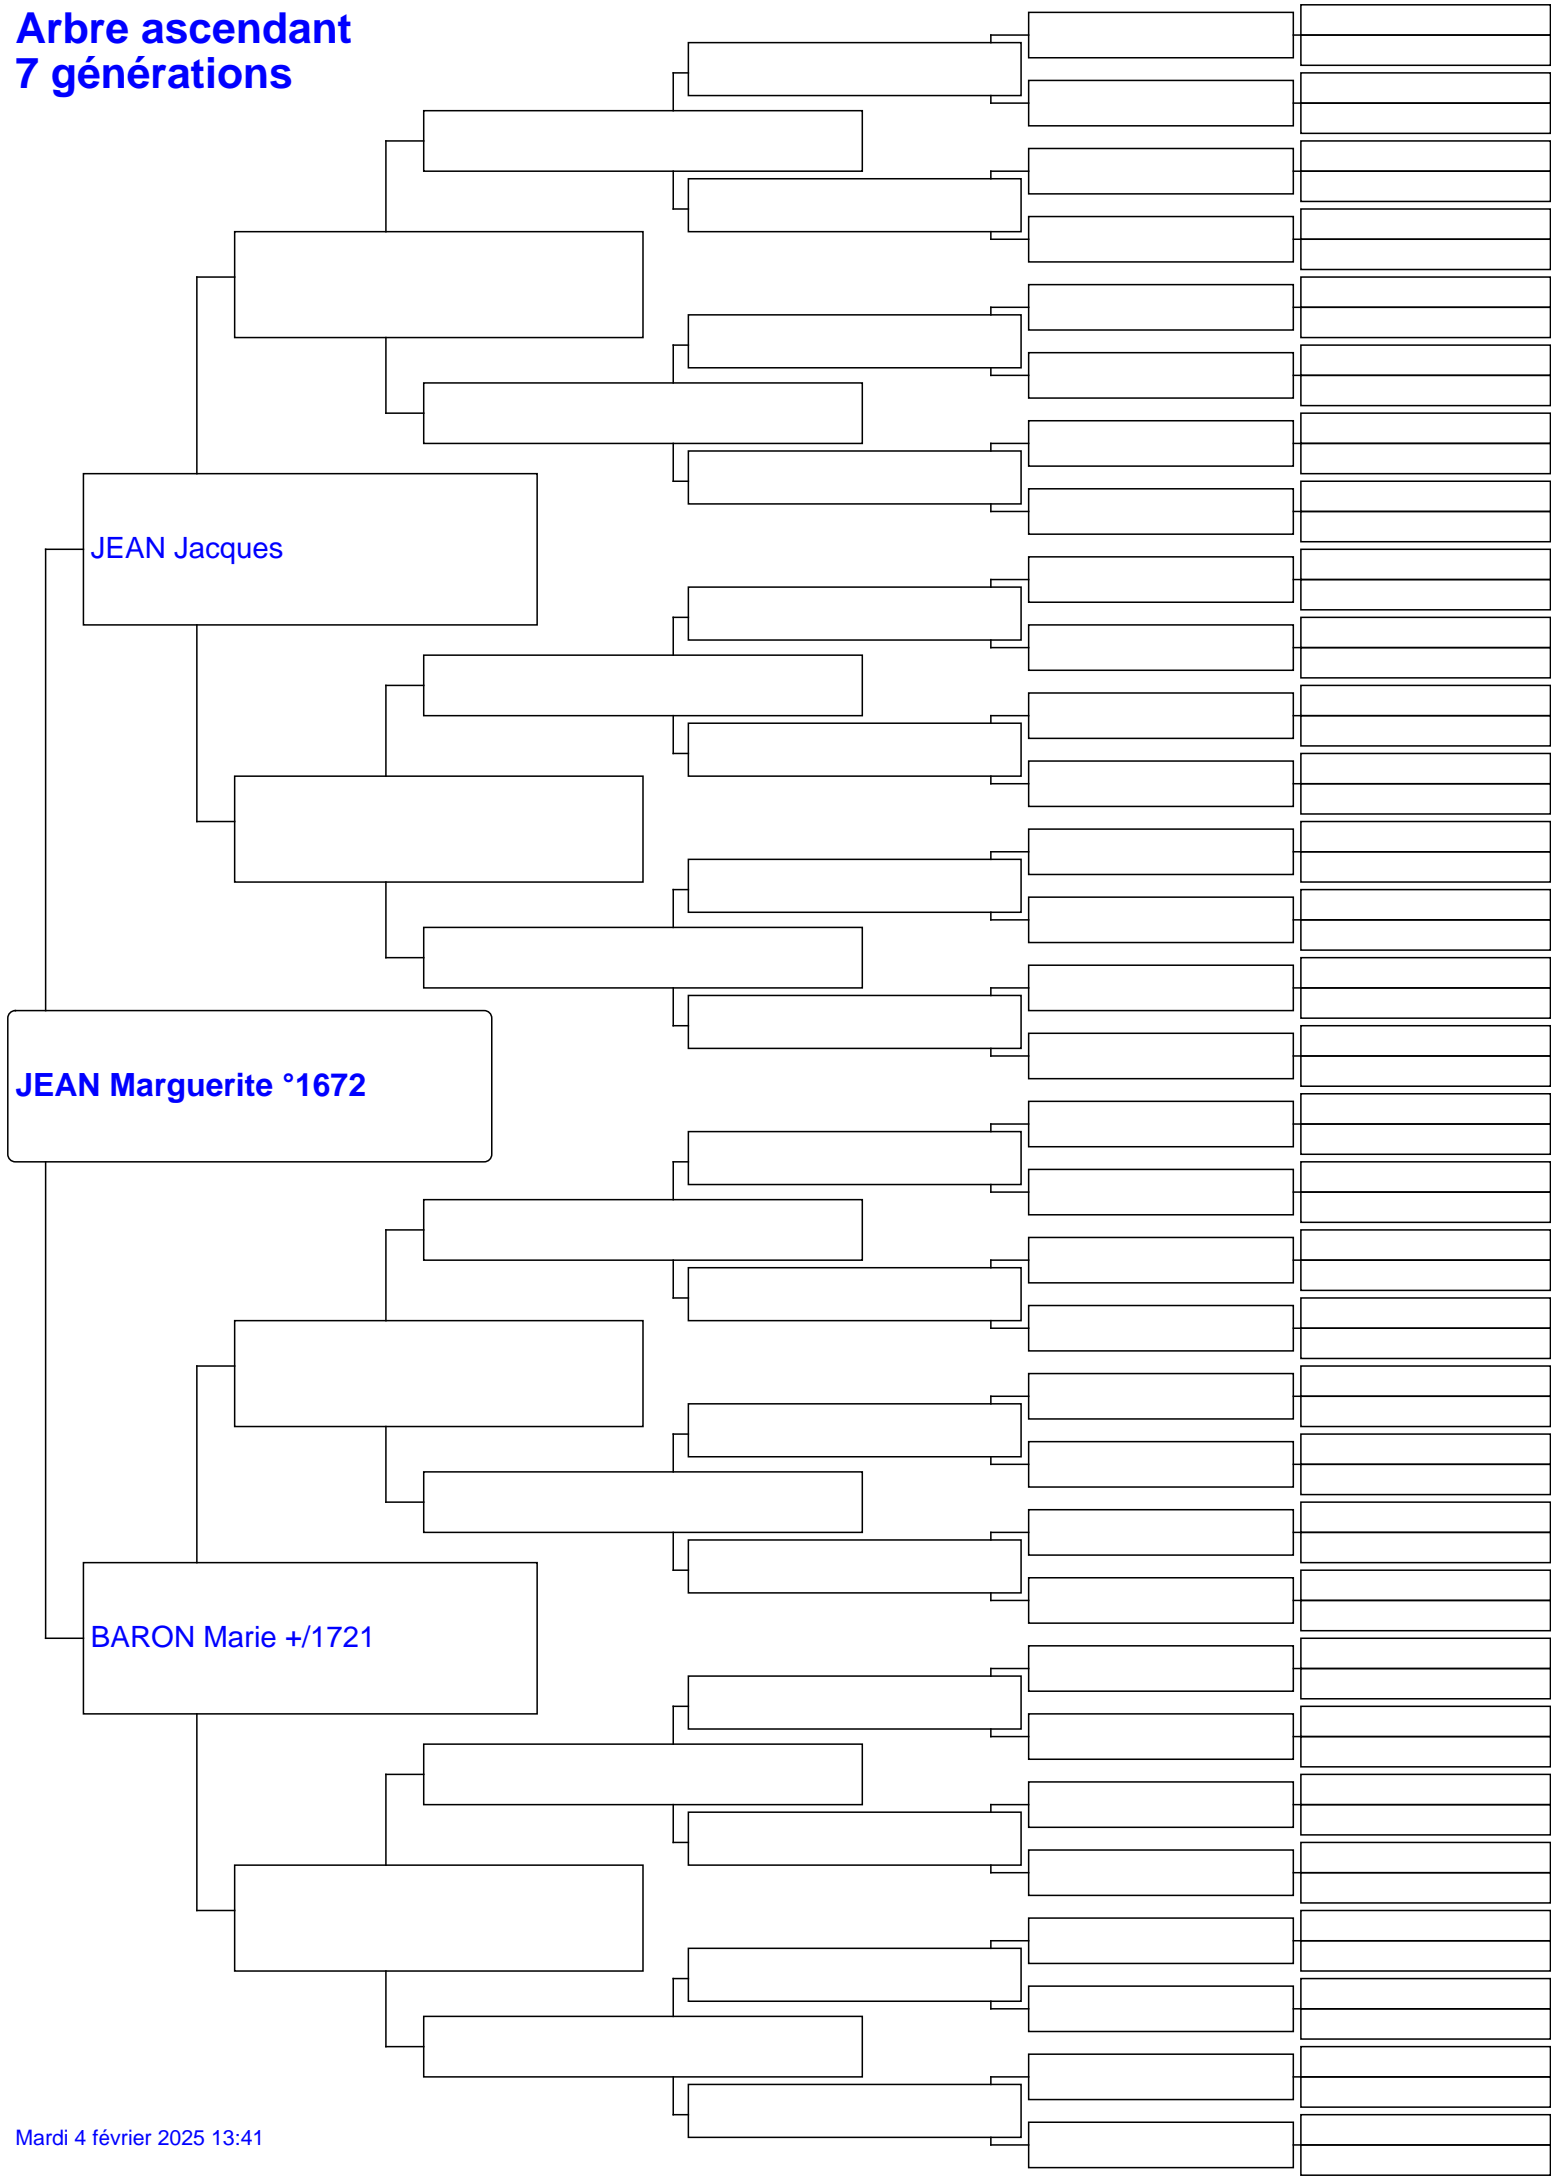 Arbre ascendant
7 générations
JEAN Jacques
JEAN Marguerite °1672
BARON Marie +/1721
Mardi 4 février 2025 13:41